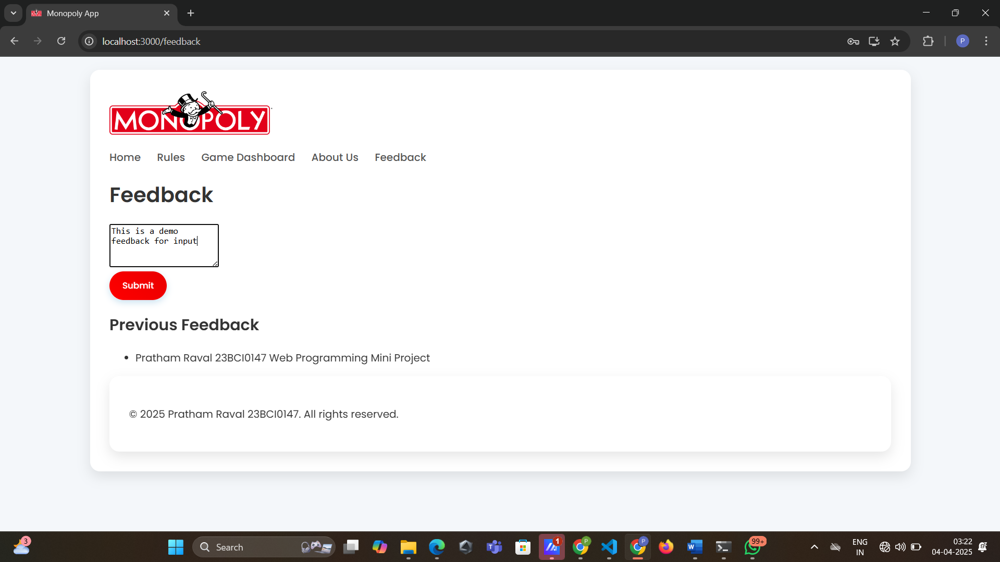 Monopoly App
localhost:3000/feedback
P
MONOPOLY
Home Rules Game Dashboard About Us Feedback
Feedback
This is a demo
feedback for input
Submit
Previous Feedback
• Pratham Raval 23BCI0147 Web Programming Mini Project
© 2025 Pratham Raval 23BCI0147. All rights reserved.
3
Search
1
P
P
99+
ENG
IN
03:22
04-04-2025